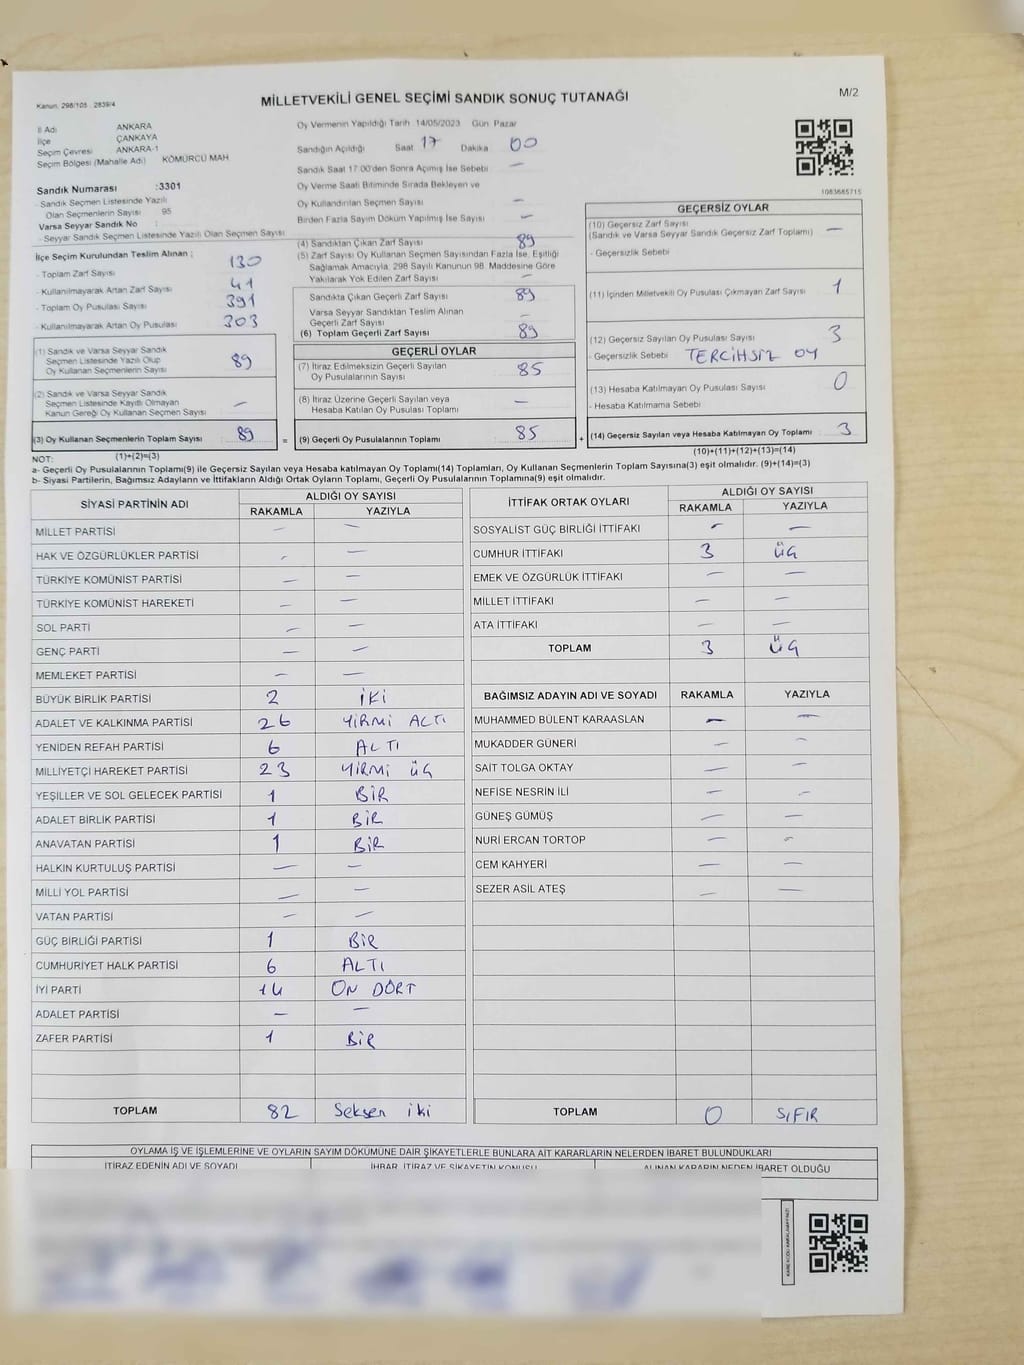 Kanun, 298/105 , 2839/4
MİLLETVEKİLİ GENEL SEÇİMİ SANDIK SONUÇ TUTANAĞI
M/2
İl Adı ANKARA
İlçe ÇANKAYA
Seçim Çevresi ANKARA-1
Seçim Bölgesi (Mahalle Adı) KÖMÜRCÜ MAH
Sandık Numarası :3301
Sandık Seçmen Listesinde Yazılı
Olan Seçmenlerin Sayısı 95
Varsa Seyyar Sandık No :
- Seyyar Sandık Seçmen Listesinde Yazılı Olan Seçmen Sayısı
Oy Vermenin Yapıldığı Tarih 14/05/2023 Gün Pazar
Sandığın Açıldığı Saat 17 Dakika 00
Sandık Saat 17:00'den Sonra Açımış İse Sebebi —
Oy Verme Saati Bitiminde Sırada Bekleyen ve
Oy Kullandırılan Seçmen Sayısı —
Birden Fazla Sayım Döküm Yapılmış İse Sayısı —
1083685715
İlçe Seçim Kurulundan Teslim Alınan ;
- Toplam Zarf Sayısı 130
- Kullanılmayarak Artan Zarf Sayısı 41
- Toplam Oy Pusulası Sayısı 391
- Kullanılmayarak Artan Oy Pusulası 303
(1) Sandık ve Varsa Seyyar Sandık
Seçmen Listesinde Yazılı Olup
Oy Kullanan Seçmenlerin Sayısı 89
(2) Sandık ve Varsa Seyyar Sandık
Seçmen Listesinde Kayıtlı Olmayan
Kanun Gereği Oy Kullanan Seçmen Sayısı —
(3) Oy Kullanan Seçmenlerin Toplam Sayısı 89
(4) Sandıktan Çıkan Zarf Sayısı 89
(5) Zarf Sayısı Oy Kullanan Seçmen Sayısından Fazla İse, Eşitliği
Sağlamak Amacıyla; 298 Sayılı Kanunun 98. Maddesine Göre
Yakılarak Yok Edilen Zarf Sayısı —
Sandıkta Çıkan Geçerli Zarf Sayısı 89
Varsa Seyyar Sandıktan Teslim Alınan
Geçerli Zarf Sayısı —
(6) Toplam Geçerli Zarf Sayısı 89
GEÇERLİ OYLAR
(7) İtiraz Edilmeksizin Geçerli Sayılan
Oy Pusulalarının Sayısı 85
(8) İtiraz Üzerine Geçerli Sayılan veya
Hesaba Katılan Oy Pusulası Toplamı —
= (9) Geçerli Oy Pusulalarının Toplamı 85
GEÇERSİZ OYLAR
(10) Geçersiz Zarf Sayısı
(Sandık ve Varsa Seyyar Sandık Geçersiz Zarf Toplamı) —
- Geçersizlik Sebebi
(11) İçinden Milletvekili Oy Pusulası Çıkmayan Zarf Sayısı 1
(12) Geçersiz Sayılan Oy Pusulası Sayısı 3
- Geçersizlik Sebebi TERCİHSİZ OY
(13) Hesaba Katılmayan Oy Pusulası Sayısı 0
- Hesaba Katılmama Sebebi
+ (14) Geçersiz Sayılan veya Hesaba Katılmayan Oy Toplamı 3
NOT: (1)+(2)=(3)
(10)+(11)+(12)+(13)=(14)
a- Geçerli Oy Pusulalarının Toplamı(9) ile Geçersiz Sayılan veya Hesaba katılmayan Oy Toplamı(14) Toplamları, Oy Kullanan Seçmenlerin Toplam Sayısına(3) eşit olmalıdır. (9)+(14)=(3)
b- Siyasi Partilerin, Bağımsız Adayların ve İttifakların Aldığı Ortak Oyların Toplamı, Geçerli Oy Pusulalarının Toplamına(9) eşit olmalıdır.
SİYASİ PARTİNİN ADI ALDIĞI OY SAYISI
RAKAMLA YAZIYLA
MİLLET PARTİSİ — —
HAK VE ÖZGÜRLÜKLER PARTİSİ — —
TÜRKİYE KOMÜNİST PARTİSİ — —
TÜRKİYE KOMÜNİST HAREKETİ — —
SOL PARTİ — —
GENÇ PARTİ — —
MEMLEKET PARTİSİ — —
BÜYÜK BİRLİK PARTİSİ 2 İKİ
ADALET VE KALKINMA PARTİSİ 26 YİRMİ ALTI
YENİDEN REFAH PARTİSİ 6 ALTI
MİLLİYETÇİ HAREKET PARTİSİ 23 YİRMİ ÜÇ
YEŞİLLER VE SOL GELECEK PARTİSİ 1 BİR
ADALET BİRLİK PARTİSİ 1 BİR
ANAVATAN PARTİSİ 1 BİR
HALKIN KURTULUŞ PARTİSİ — —
MİLLİ YOL PARTİSİ — —
VATAN PARTİSİ — —
GÜÇ BİRLİĞİ PARTİSİ 1 BİR
CUMHURİYET HALK PARTİSİ 6 ALTI
İYİ PARTİ 14 ON DÖRT
ADALET PARTİSİ — —
ZAFER PARTİSİ 1 BİR
TOPLAM 82 Seksen iki
İTTİFAK ORTAK OYLARI ALDIĞI OY SAYISI
RAKAMLA YAZIYLA
SOSYALİST GÜÇ BİRLİĞİ İTTİFAKI — —
CUMHUR İTTİFAKI 3 ÜÇ
EMEK VE ÖZGÜRLÜK İTTİFAKI — —
MİLLET İTTİFAKI — —
ATA İTTİFAKI — —
TOPLAM 3 ÜÇ
BAĞIMSIZ ADAYIN ADI VE SOYADI RAKAMLA YAZIYLA
MUHAMMED BÜLENT KARAASLAN — —
MUKADDER GÜNERİ — —
SAİT TOLGA OKTAY — —
NEFİSE NESRİN İLİ — —
GÜNEŞ GÜMÜŞ — —
NURİ ERCAN TORTOP — —
CEM KAHYERİ — —
SEZER ASİL ATEŞ — —
TOPLAM 0 SIFIR
OYLAMA İŞ VE İŞLEMLERİNE VE OYLARIN SAYIM DÖKÜMÜNE DAİR ŞİKAYETLERLE BUNLARA AİT KARARLARIN NELERDEN İBARET BULUNDUKLARI
İTİRAZ EDENİN ADI VE SOYADI İHBAR, İTİRAZ VE ŞİKAYETİN KONUSU ALINAN KARARIN NEDEN İBARET OLDUĞU